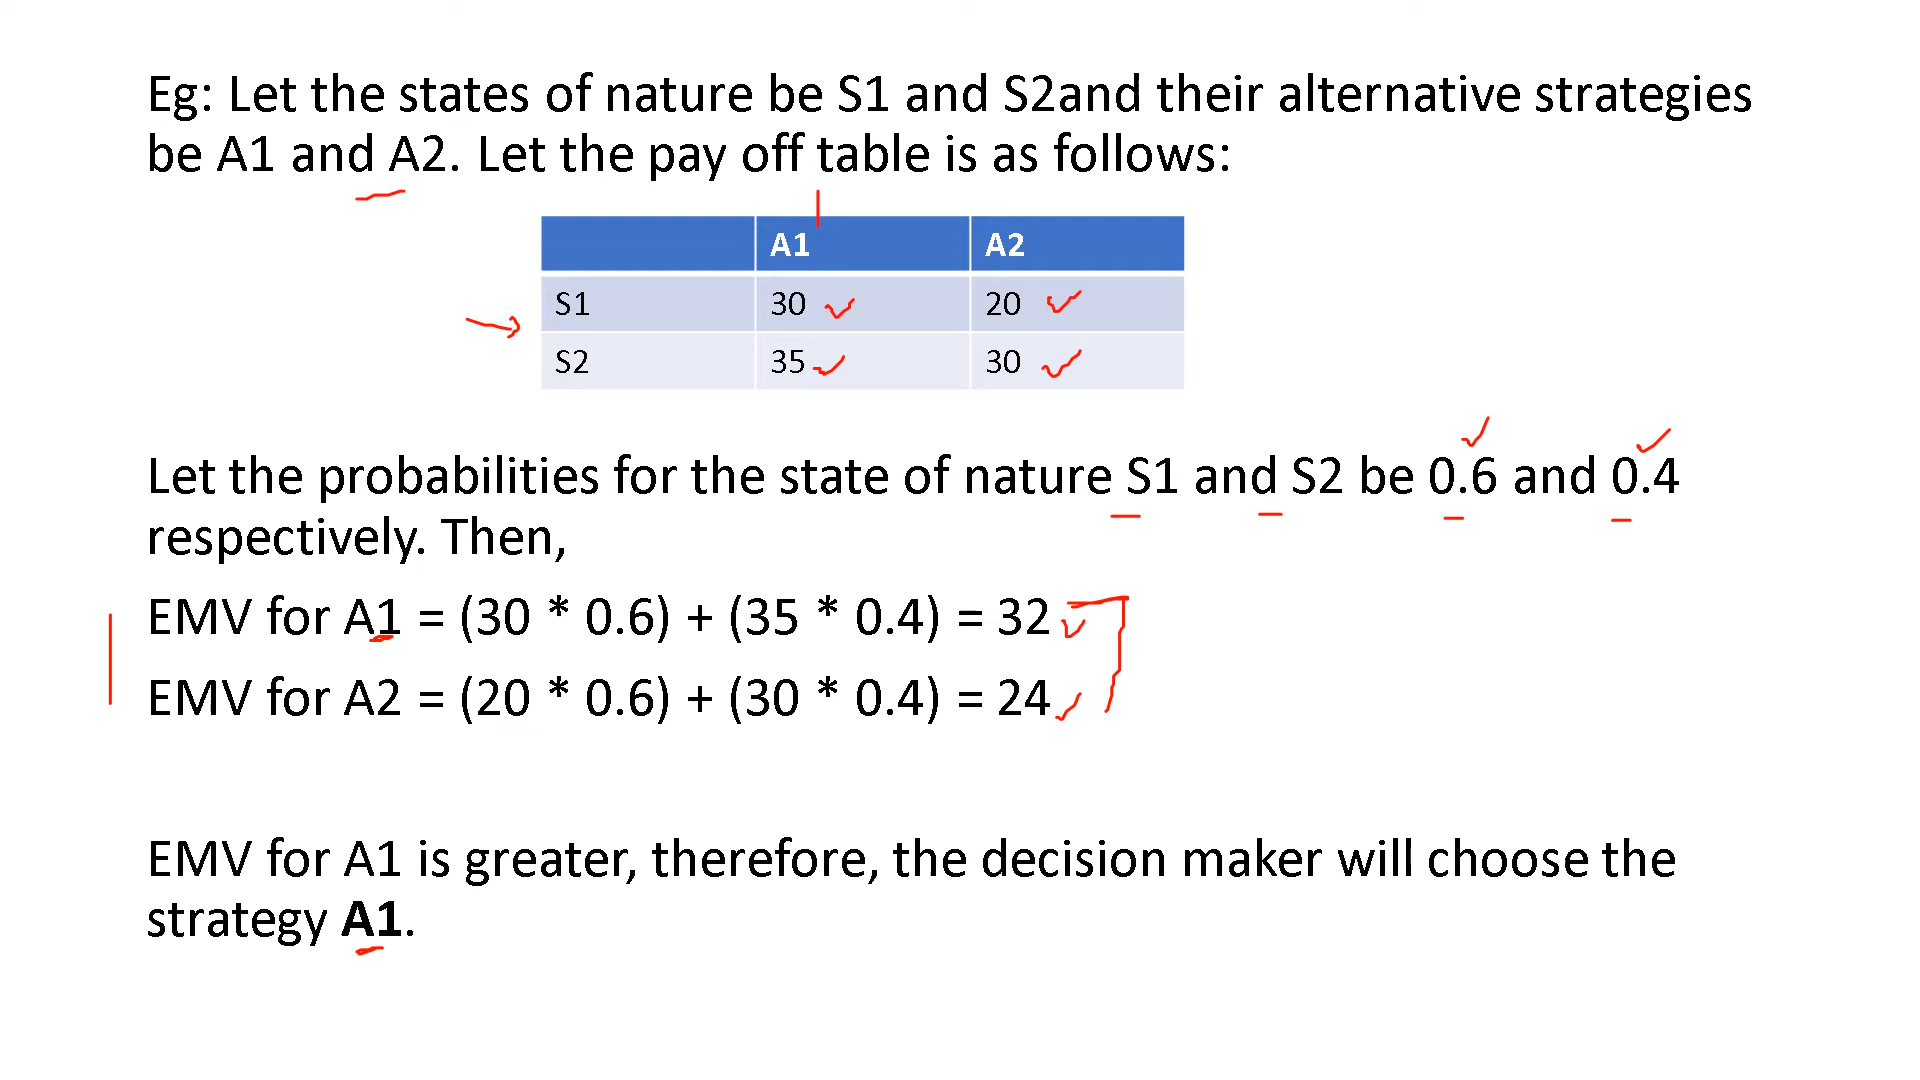 Eg: Let the states of nature be S1 and S2and their alternative strategies
be A1 and A2. Let the pay off table is as follows:
A1 A2
S1 30 20
S2 35 30
Let the probabilities for the state of nature S1 and S2 be 0.6 and 0.4
respectively. Then,
EMV for A1 = (30 * 0.6) + (35 * 0.4) = 32
EMV for A2 = (20 * 0.6) + (30 * 0.4) = 24
EMV for A1 is greater, therefore, the decision maker will choose the
strategy A1.